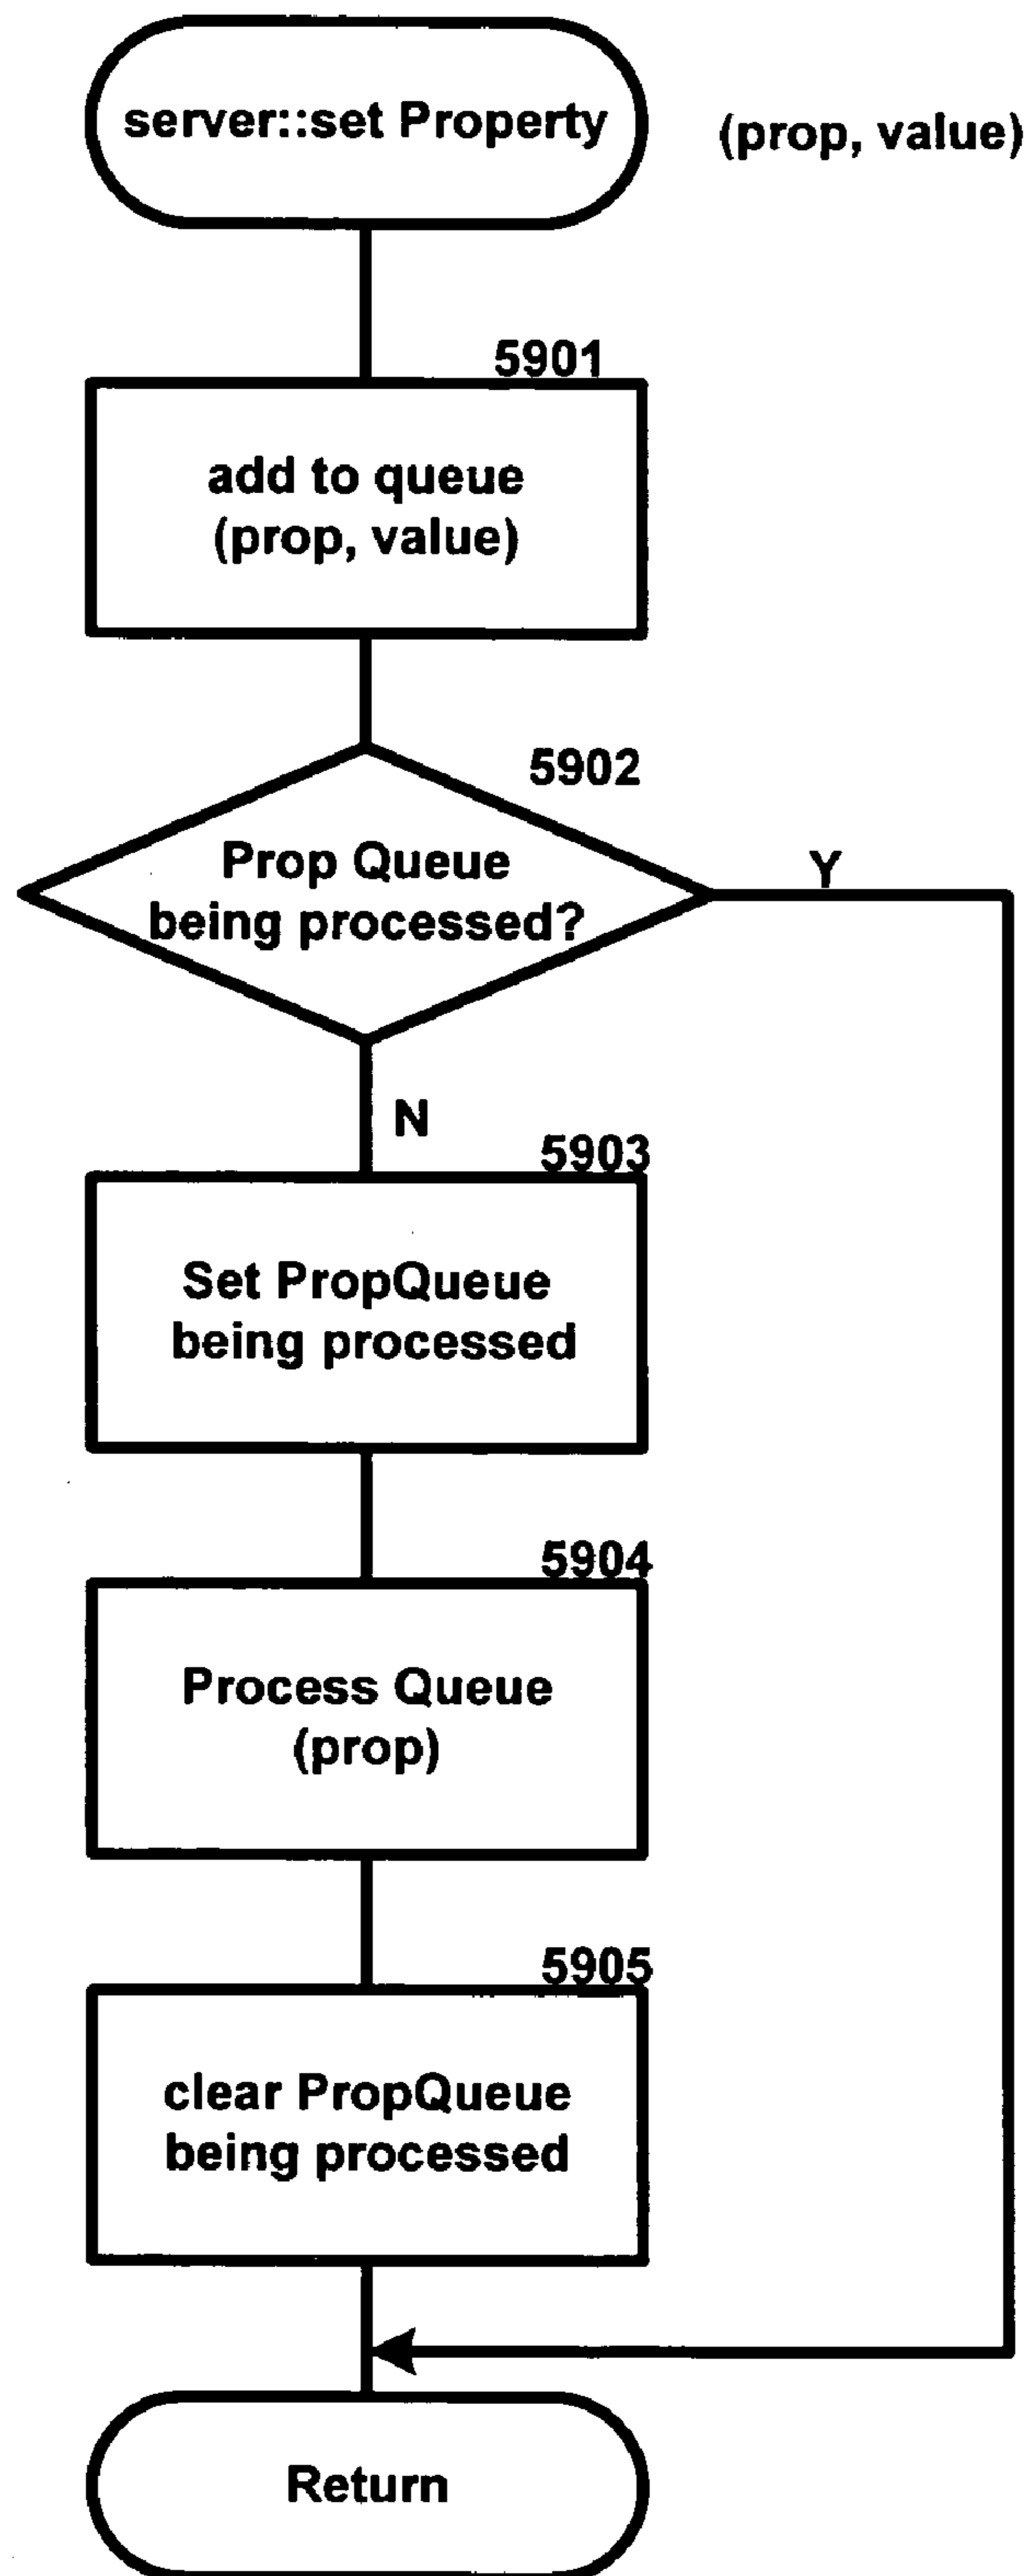 server::set Property
(prop, value)
5901
add to queue
(prop, value)
5902
Prop Queue
being processed?
Y
N
5903
Set PropQueue
being processed
5904
Process Queue
(prop)
5905
clear PropQueue
being processed
Return